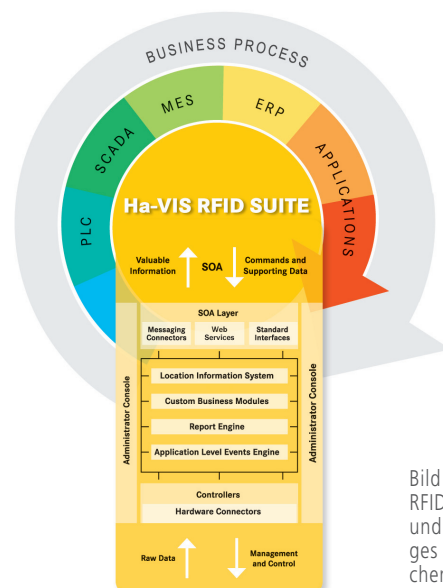 BUSINESS PROCESS
PLC
SCADA
MES
ERP
APPLICATIONS
Ha-VIS RFID SUITE
Valuable
Information
SOA
Commands and
Supporting Data
SOA Layer
Messaging
Connectors
Web
Services
Standard
Interfaces
Administrator Console
Administrator Console
Location Information System
Custom Business Modules
Report Engine
Application Level Events Engine
Controllers
Hardware Connectors
Raw Data
Management
and Control
Bild
RFID
und
ges
cher